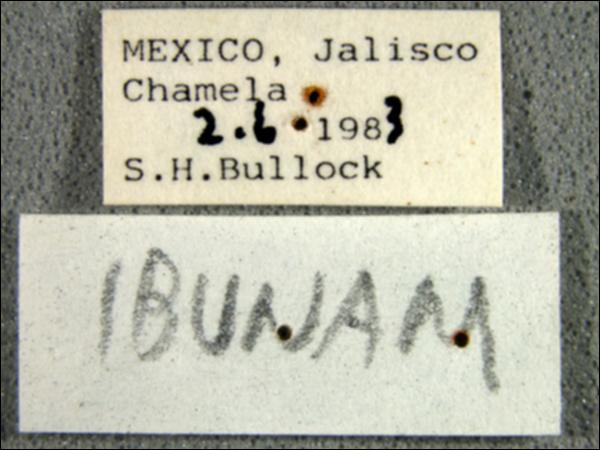 MEXICO, Jalisco
Chamela
2.6 1983
S.H.Bullock
IBUNAM